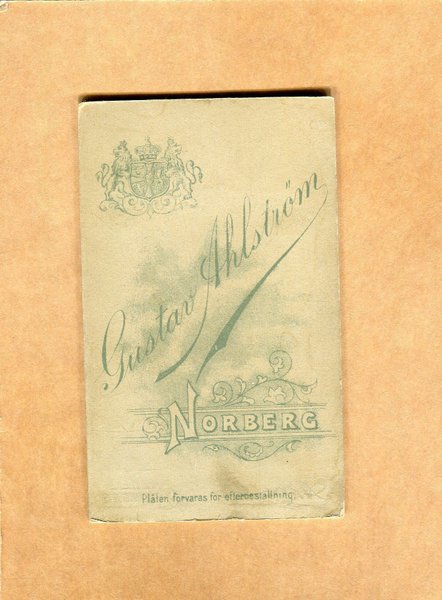 Gustav Ahlström
NORBERG
Plåten förvaras för efterbeställning.